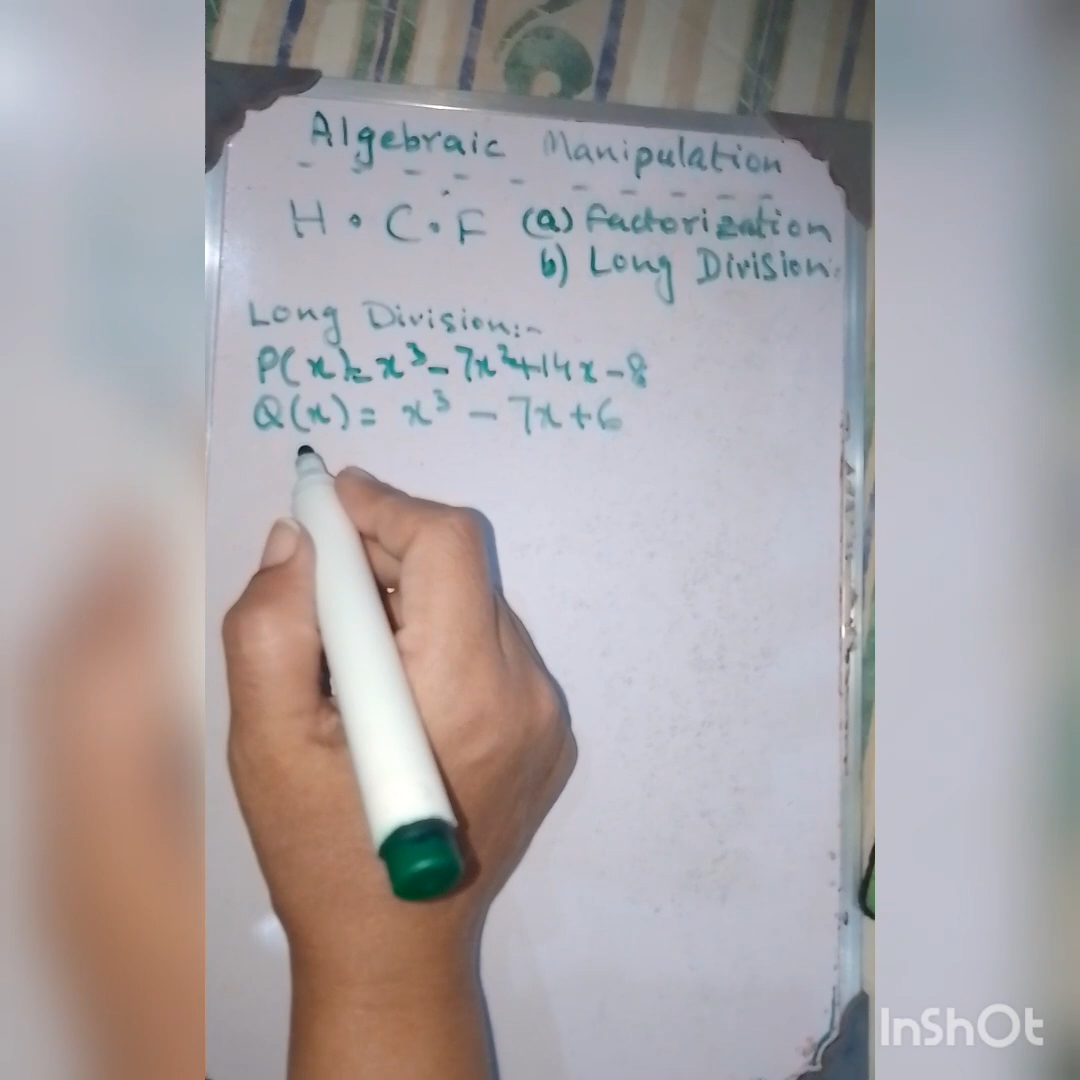 Algebraic Manipulation
H.C.F (a) Factorization
b) Long Division.
Long Division:-
P(x)= x³- 7x²+14x-8
Q(x) = x³ - 7x+6
InShOt